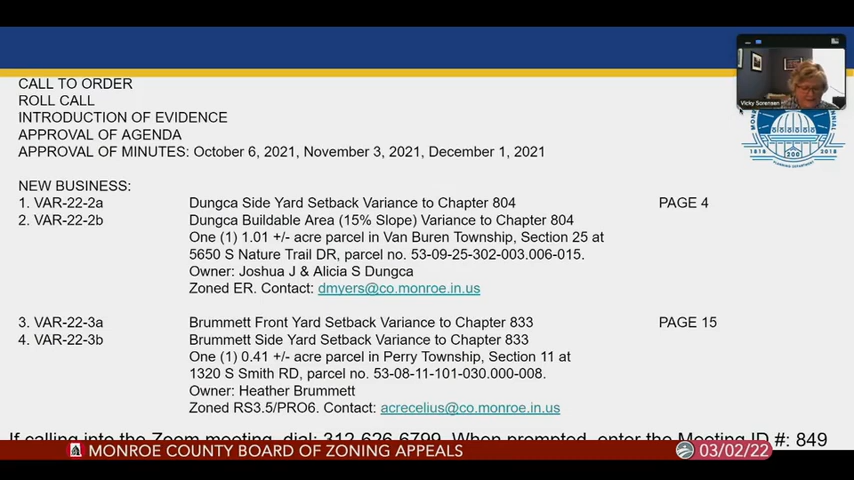 CALL TO ORDER
ROLL CALL
INTRODUCTION OF EVIDENCE
APPROVAL OF AGENDA
APPROVAL OF MINUTES: October 6, 2021, November 3, 2021, December 1, 2021
Vicky Sorensen
1818
200
2018
NEW BUSINESS:
1. VAR-22-2a Dungca Side Yard Setback Variance to Chapter 804 PAGE 4
2. VAR-22-2b Dungca Buildable Area (15% Slope) Variance to Chapter 804
One (1) 1.01 +/- acre parcel in Van Buren Township, Section 25 at
5650 S Nature Trail DR, parcel no. 53-09-25-302-003.006-015.
Owner: Joshua J & Alicia S Dungca
Zoned ER. Contact: dmyers@co.monroe.in.us
3. VAR-22-3a Brummett Front Yard Setback Variance to Chapter 833 PAGE 15
4. VAR-22-3b Brummett Side Yard Setback Variance to Chapter 833
One (1) 0.41 +/- acre parcel in Perry Township, Section 11 at
1320 S Smith RD, parcel no. 53-08-11-101-030.000-008.
Owner: Heather Brummett
Zoned RS3.5/PRO6. Contact: acrecelius@co.monroe.in.us
If calling into the Zoom meeting, dial: 312-626-6799. When prompted, enter the Meeting ID #: 849
MONROE COUNTY BOARD OF ZONING APPEALS 03/02/22